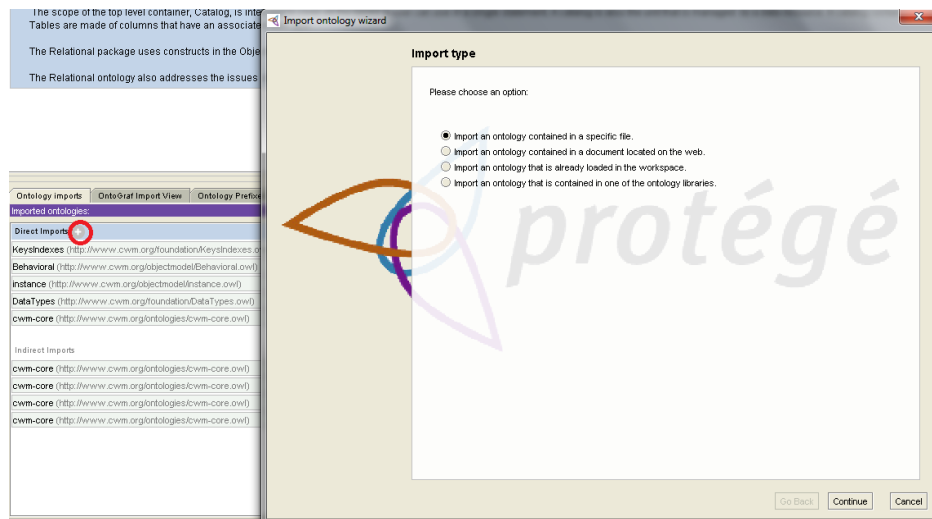 The scope of the top level container, Catalog, is
Tables are made of columns that have an associate
The Relational package uses constructs in the Obje
The Relational ontology also addresses the issues
Import ontology wizard
Import type
Please choose an option:
Import an ontology contained in a specific file.
Import an ontology contained in a document located on the web.
Import an ontology that is already loaded in the workspace.
Import an ontology that is contained in one of the ontology libraries.
protégé
Ontology imports
OntoGraf Import View
Ontology Prefixe
Imported ontologies:
Direct Imports
KeysIndexes (http://www.cwm.org/foundation/KeysIndexes.o
Behavioral (http://www.cwm.org/objectmodel/Behavioral.owl)
instance (http://www.cwm.org/objectmodel/instance.owl)
DataTypes (http://www.cwm.org/foundation/DataTypes.owl)
cwm-core (http://www.cwm.org/ontologies/cwm-core.owl)
Indirect Imports
cwm-core (http://www.cwm.org/ontologies/cwm-core.owl)
cwm-core (http://www.cwm.org/ontologies/cwm-core.owl)
cwm-core (http://www.cwm.org/ontologies/cwm-core.owl)
cwm-core (http://www.cwm.org/ontologies/cwm-core.owl)
Go Back
Continue
Cancel